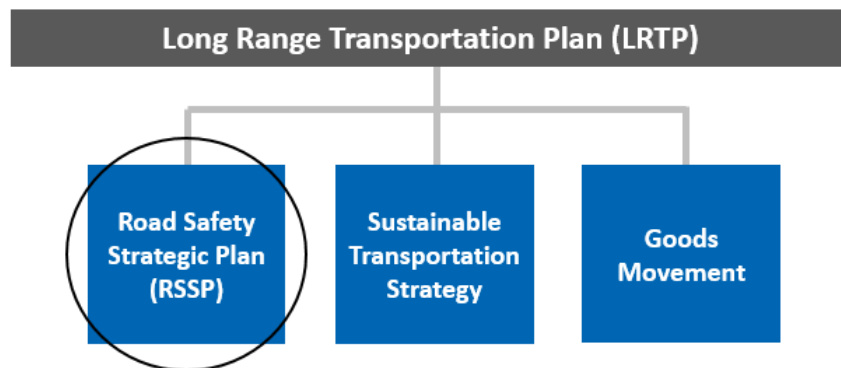 Long Range Transportation Plan (LRTP)
Road Safety
Strategic Plan
(RSSP)
Sustainable
Transportation
Strategy
Goods
Movement